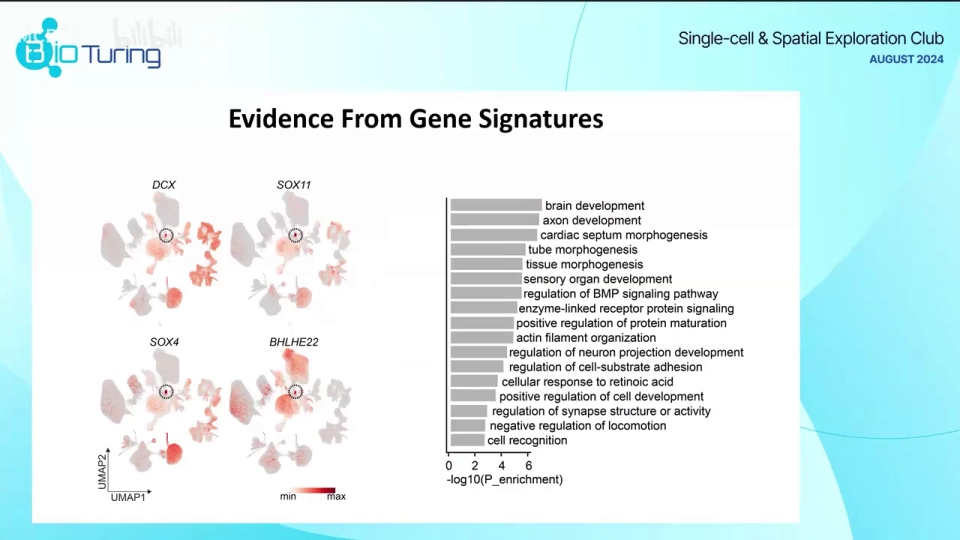 BioTuring
Single-cell & Spatial Exploration Club
AUGUST 2024
Evidence From Gene Signatures
DCX
SOX11
SOX4
BHLHE22
UMAP2
UMAP1
min
max
brain development
axon development
cardiac septum morphogenesis
tube morphogenesis
tissue morphogenesis
sensory organ development
regulation of BMP signaling pathway
enzyme-linked receptor protein signaling
positive regulation of protein maturation
actin filament organization
regulation of neuron projection development
regulation of cell-substrate adhesion
cellular response to retinoic acid
positive regulation of cell development
regulation of synapse structure or activity
negative regulation of locomotion
cell recognition
0 2 4 6
-log10(P_enrichment)